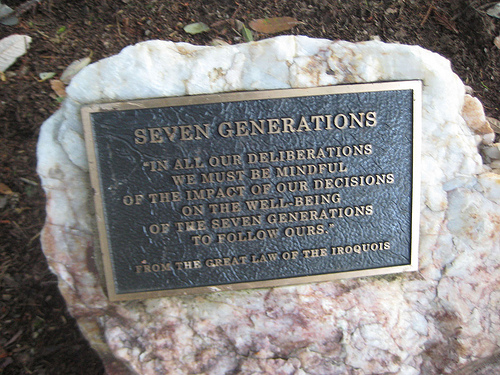 SEVEN GENERATIONS
"IN ALL OUR DELIBERATIONS
WE MUST BE MINDFUL
OF THE IMPACT OF OUR DECISIONS
ON THE WELL-BEING
OF THE SEVEN GENERATIONS
TO FOLLOW OURS."
FROM THE GREAT LAW OF THE IROQUOIS